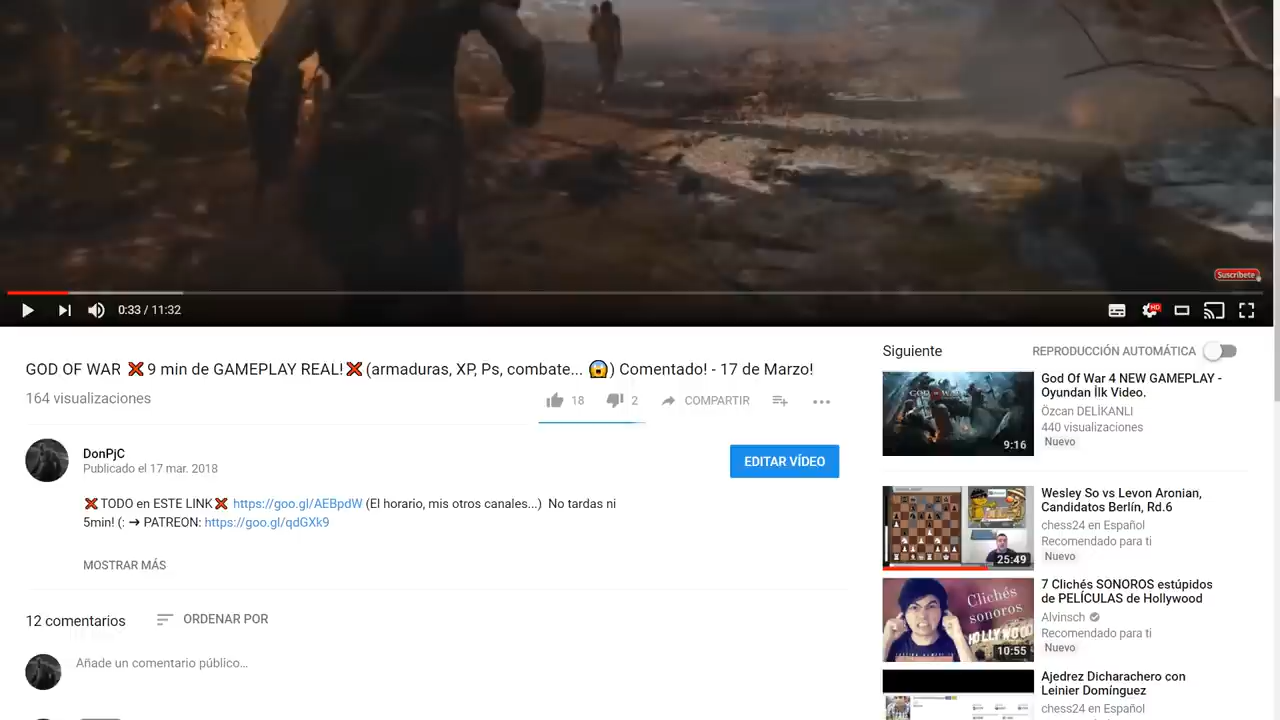 Suscríbete
0:33 / 11:32
HD
GOD OF WAR ❌9 min de GAMEPLAY REAL!❌(armaduras, XP, Ps, combate... 😱) Comentado! - 17 de Marzo!
164 visualizaciones
18
2
COMPARTIR
DonPjC
Publicado el 17 mar. 2018
EDITAR VÍDEO
❌TODO en ESTE LINK❌ https://goo.gl/AEBpdW (El horario, mis otros canales...) No tardas ni
5min! (: ➔ PATREON: https://goo.gl/qdGXk9
MOSTRAR MÁS
12 comentarios
ORDENAR POR
Añade un comentario público...
Siguiente
REPRODUCCIÓN AUTOMÁTICA
GOD OF WAR
9:16
God Of War 4 NEW GAMEPLAY -
Oyundan İlk Video.
Özcan DELİKANLI
440 visualizaciones
Nuevo
25:49
Wesley So vs Levon Aronian,
Candidatos Berlín, Rd.6
chess24 en Español
Recomendado para ti
Nuevo
Clichés
sonoros
HOLLYWOOD
10:55
7 Clichés SONOROS estúpidos
de PELÍCULAS de Hollywood
Alvinsch
Recomendado para ti
Nuevo
Ajedrez Dicharachero con
Leinier Domínguez
chess24 en Español